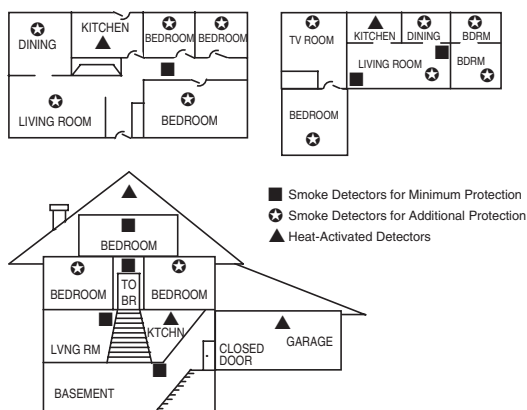 DINING
KITCHEN
BEDROOM
BEDROOM
LIVING ROOM
BEDROOM
TV ROOM
KITCHEN
DINING
BDRM
LIVING ROOM
BDRM
BEDROOM
Smoke Detectors for Minimum Protection
Smoke Detectors for Additional Protection
Heat-Activated Detectors
BEDROOM
BEDROOM
TO
BR
BEDROOM
LVNG RM
KTCHN
CLOSED
DOOR
GARAGE
BASEMENT